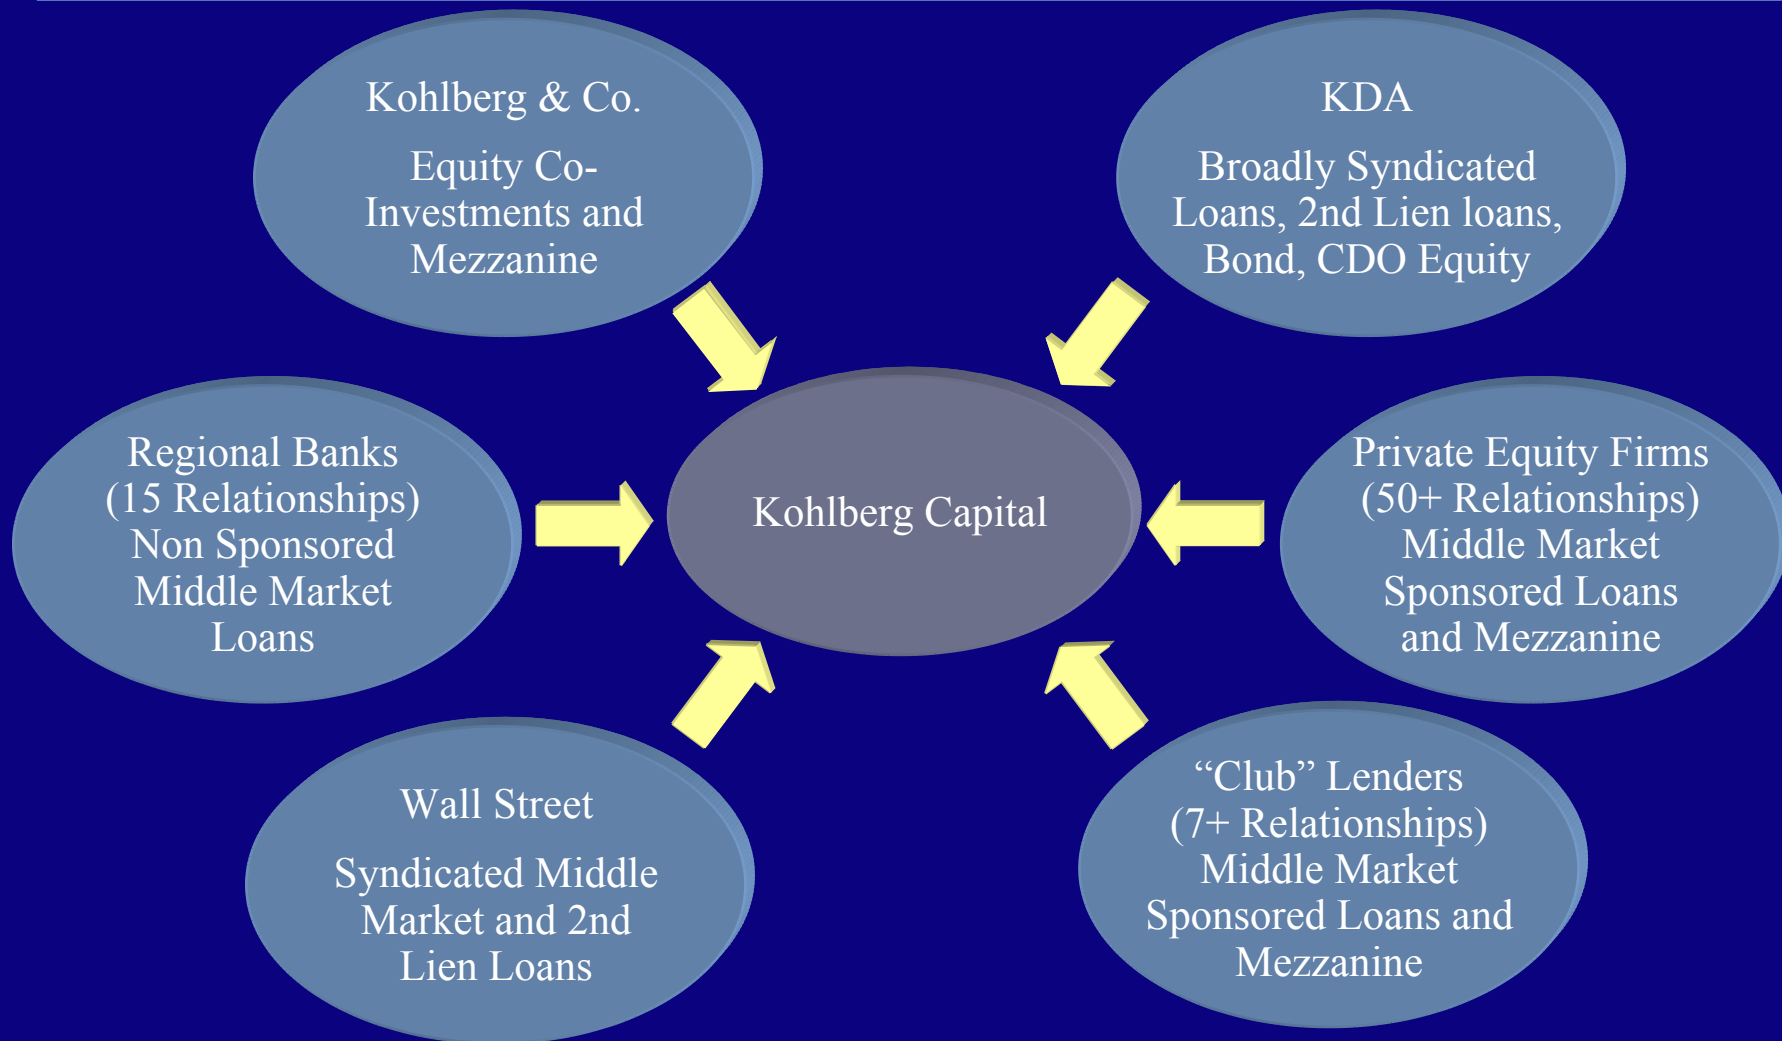 Kohlberg & Co.
Equity Co-
Investments and
Mezzanine
KDA
Broadly Syndicated
Loans, 2nd Lien loans,
Bond, CDO Equity
Regional Banks
(15 Relationships)
Non Sponsored
Middle Market
Loans
Kohlberg Capital
Private Equity Firms
(50+ Relationships)
Middle Market
Sponsored Loans
and Mezzanine
Wall Street
Syndicated Middle
Market and 2nd
Lien Loans
“Club” Lenders
(7+ Relationships)
Middle Market
Sponsored Loans and
Mezzanine